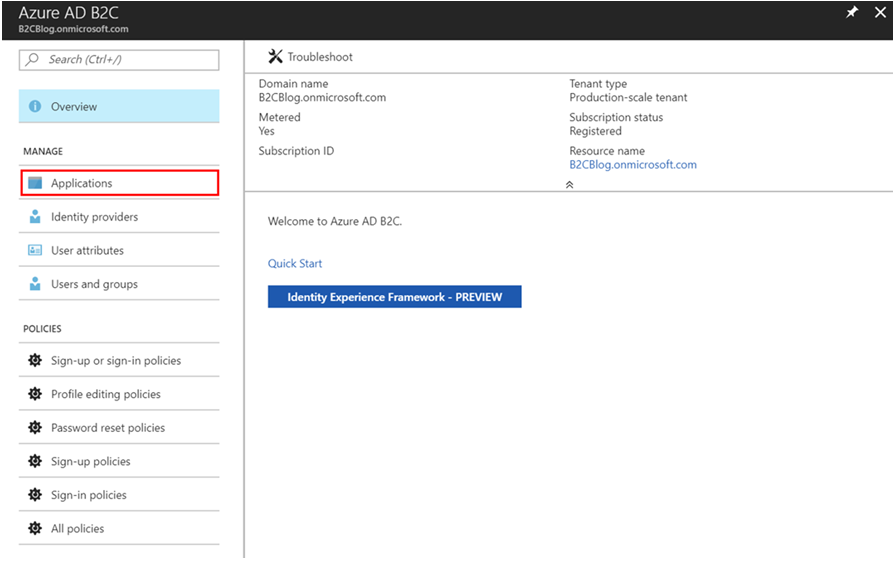 Azure AD B2C
B2CBlog.onmicrosoft.com
Search (Ctrl+/)
Overview
MANAGE
Applications
Identity providers
User attributes
Users and groups
POLICIES
Sign-up or sign-in policies
Profile editing policies
Password reset policies
Sign-up policies
Sign-in policies
All policies
Troubleshoot
Domain name
B2CBlog.onmicrosoft.com
Metered
Yes
Subscription ID
Tenant type
Production-scale tenant
Subscription status
Registered
Resource name
B2CBlog.onmicrosoft.com
Welcome to Azure AD B2C.
Quick Start
Identity Experience Framework - PREVIEW